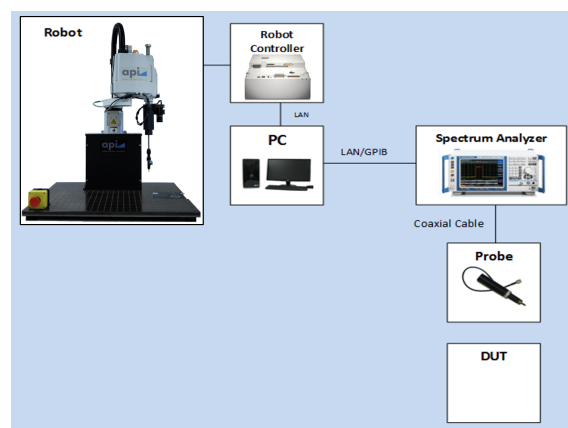 Robot
api
api
Robot
Controller
LAN
PC
LAN/GPIB
Spectrum Analyzer
Coaxial Cable
Probe
DUT